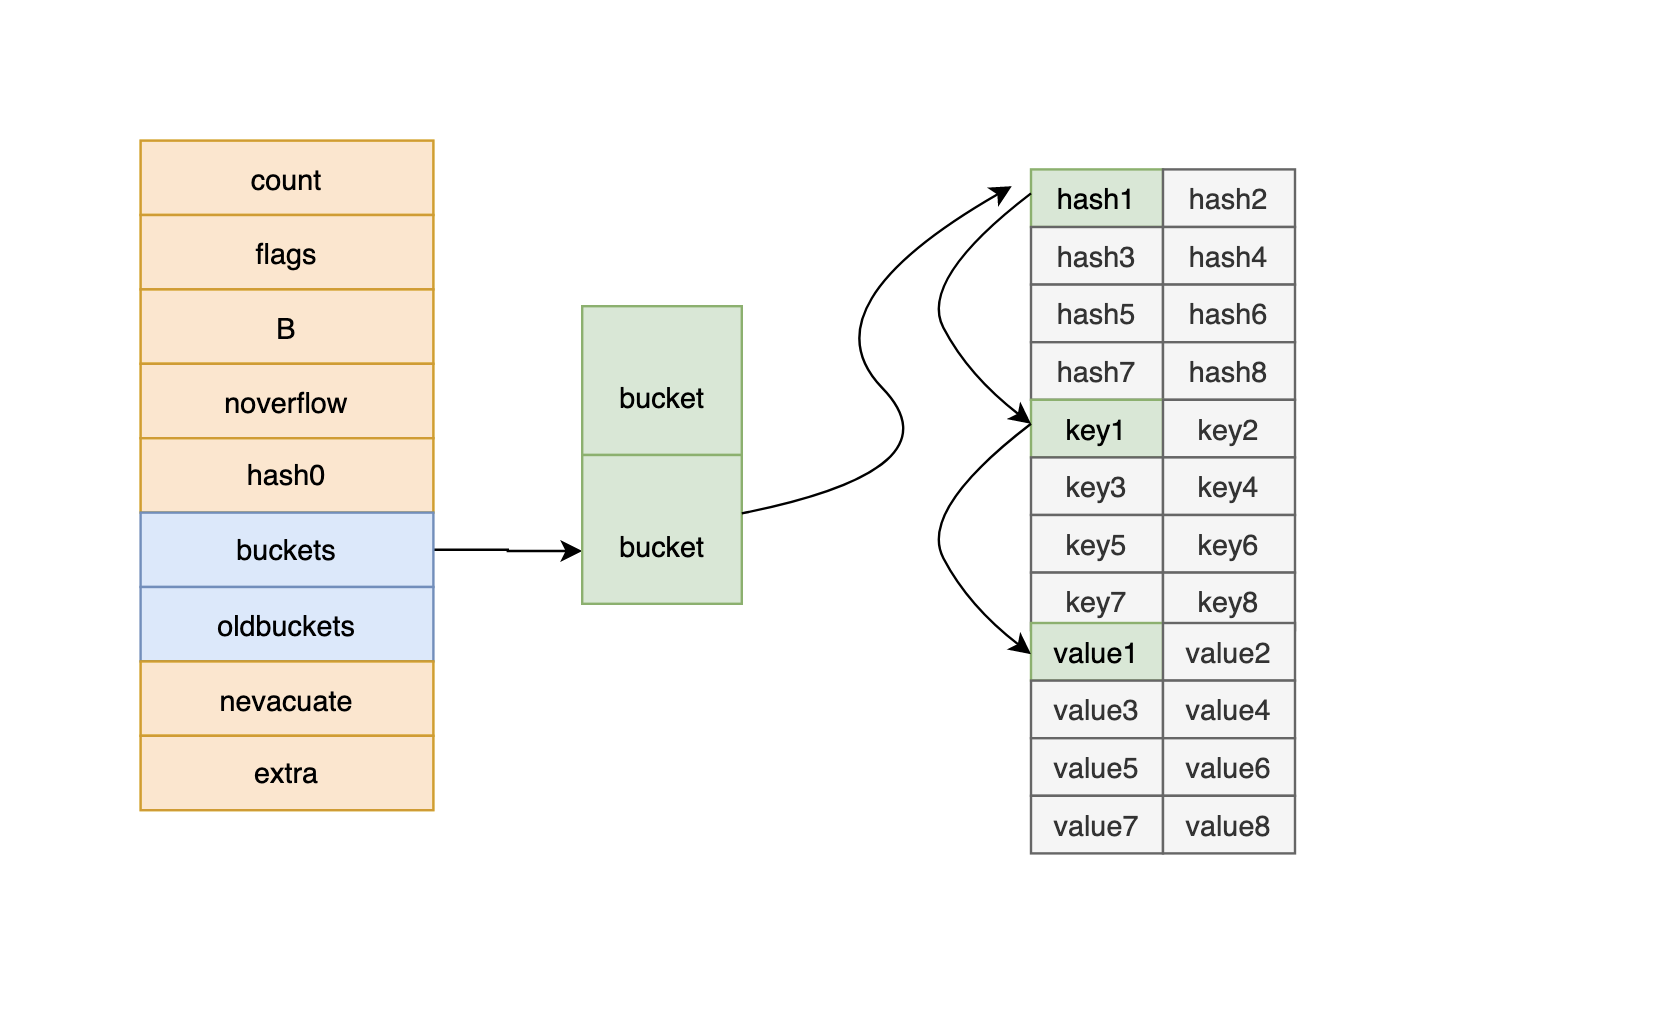 count
flags
B
noverflow
hash0
buckets
oldbuckets
nevacuate
extra
bucket
bucket
hash1 hash2
hash3 hash4
hash5 hash6
hash7 hash8
key1 key2
key3 key4
key5 key6
key7 key8
value1 value2
value3 value4
value5 value6
value7 value8